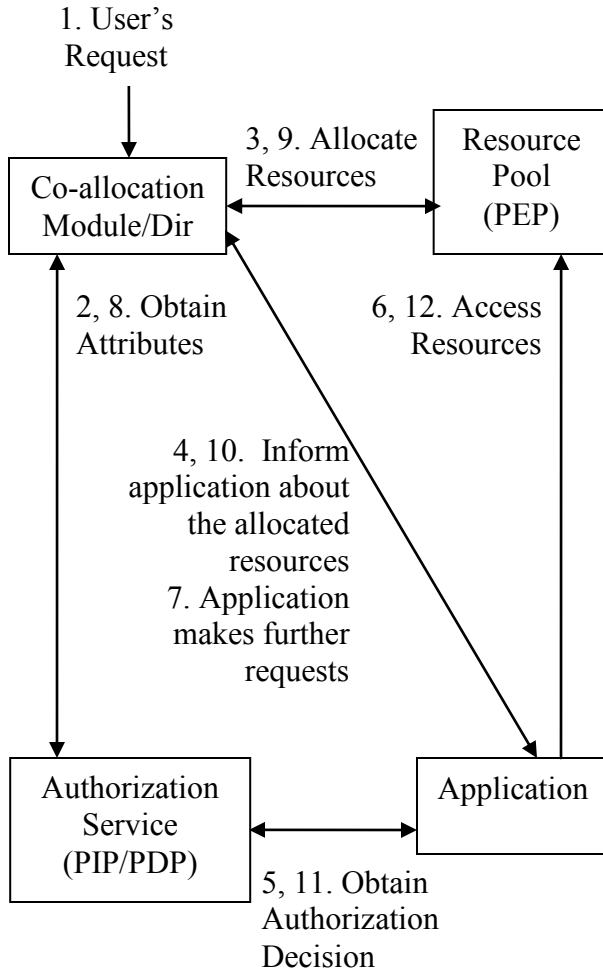 1. User’s
Request
3, 9. Allocate
Resources
Resource
Pool
(PEP)
Co-allocation
Module/Dir
2, 8. Obtain
Attributes
6, 12. Access
Resources
4, 10.  Inform
application about
the allocated
resources
7. Application
makes further
requests
Authorization
Service
(PIP/PDP)
Application
5, 11. Obtain
Authorization
Decision